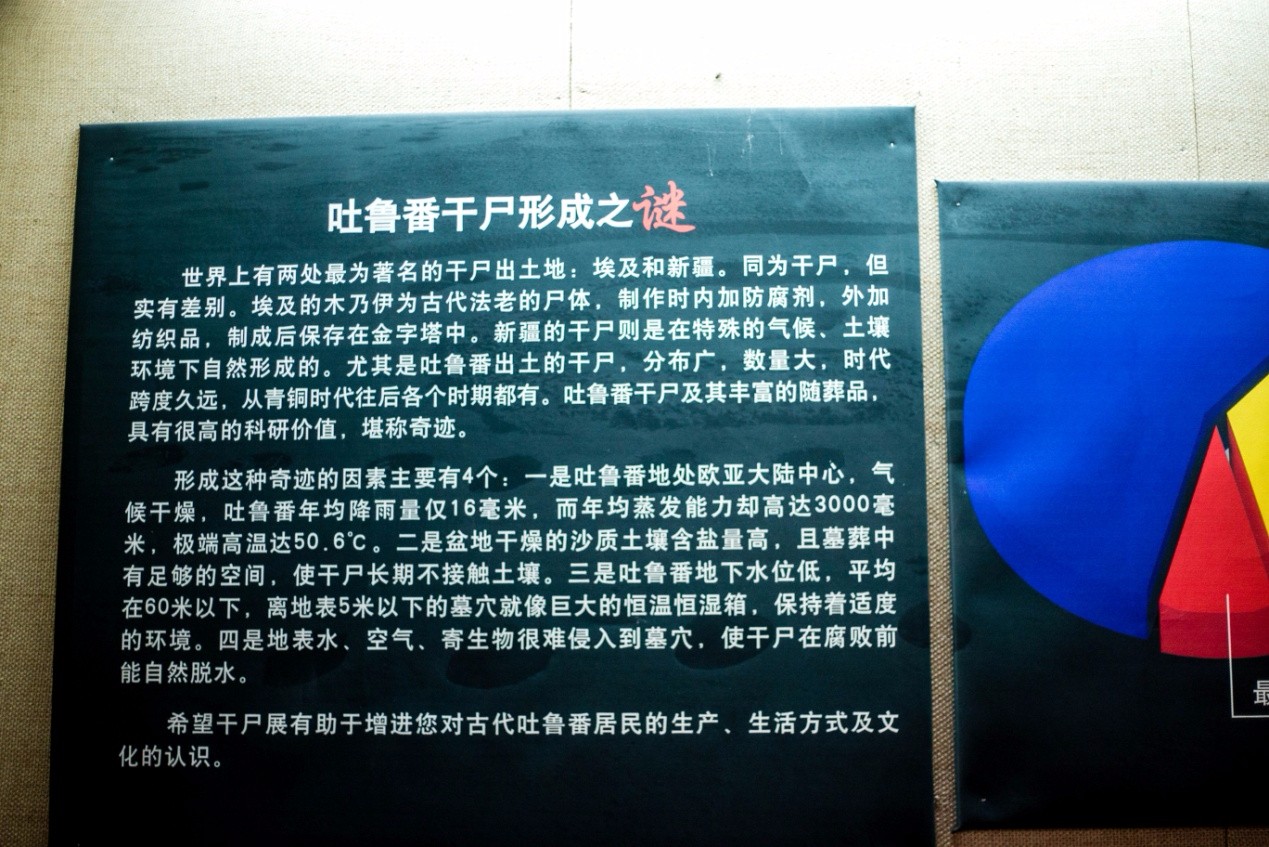 吐鲁番干尸形成之谜
世界上有两处最为著名的干尸出土地：埃及和新疆。同为干尸，但
实有差别。埃及的木乃伊为古代法老的尸体，制作时内加防腐剂，外加
纺织品，制成后保存在金字塔中。新疆的干尸则是在特殊的气候、土壤
环境下自然形成的。尤其是吐鲁番出土的干尸，分布广，数量大，时代
跨度久远，从青铜时代往后各个时期都有。吐鲁番干尸及其丰富的随葬品，
具有很高的科研价值，堪称奇迹。
形成这种奇迹的因素主要有4个：一是吐鲁番地处欧亚大陆中心，气
候干燥，吐鲁番年均降雨量仅16毫米，而年均蒸发能力却高达3000毫
米，极端高温达50.6℃。二是盆地干燥的沙质土壤含盐量高，且墓葬中
有足够的空间，使干尸长期不接触土壤。三是吐鲁番地下水位低，平均
在60米以下，离地表5米以下的墓穴就像巨大的恒温恒湿箱，保持着适度
的环境。四是地表水、空气、寄生物很难侵入到墓穴，使干尸在腐败前
能自然脱水。
希望干尸展有助于增进您对古代吐鲁番居民的生产、生活方式及文
化的认识。
最